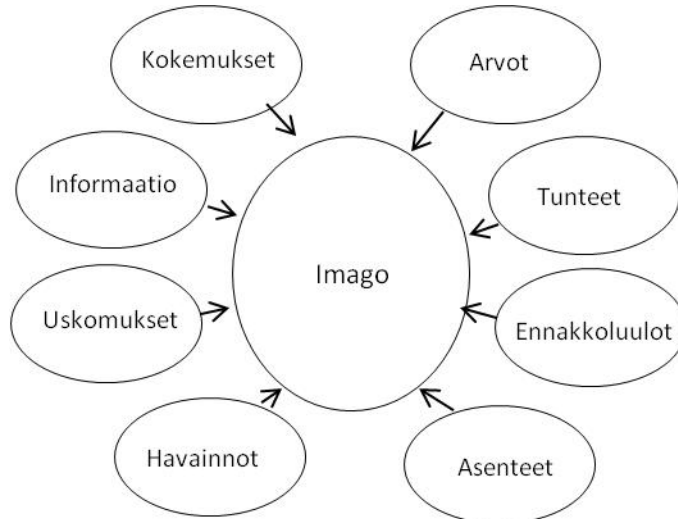 Kokemukset
Arvot
Informaatio
Tunteet
Imago
Uskomukset
Ennakkoluulot
Havainnot
Asenteet